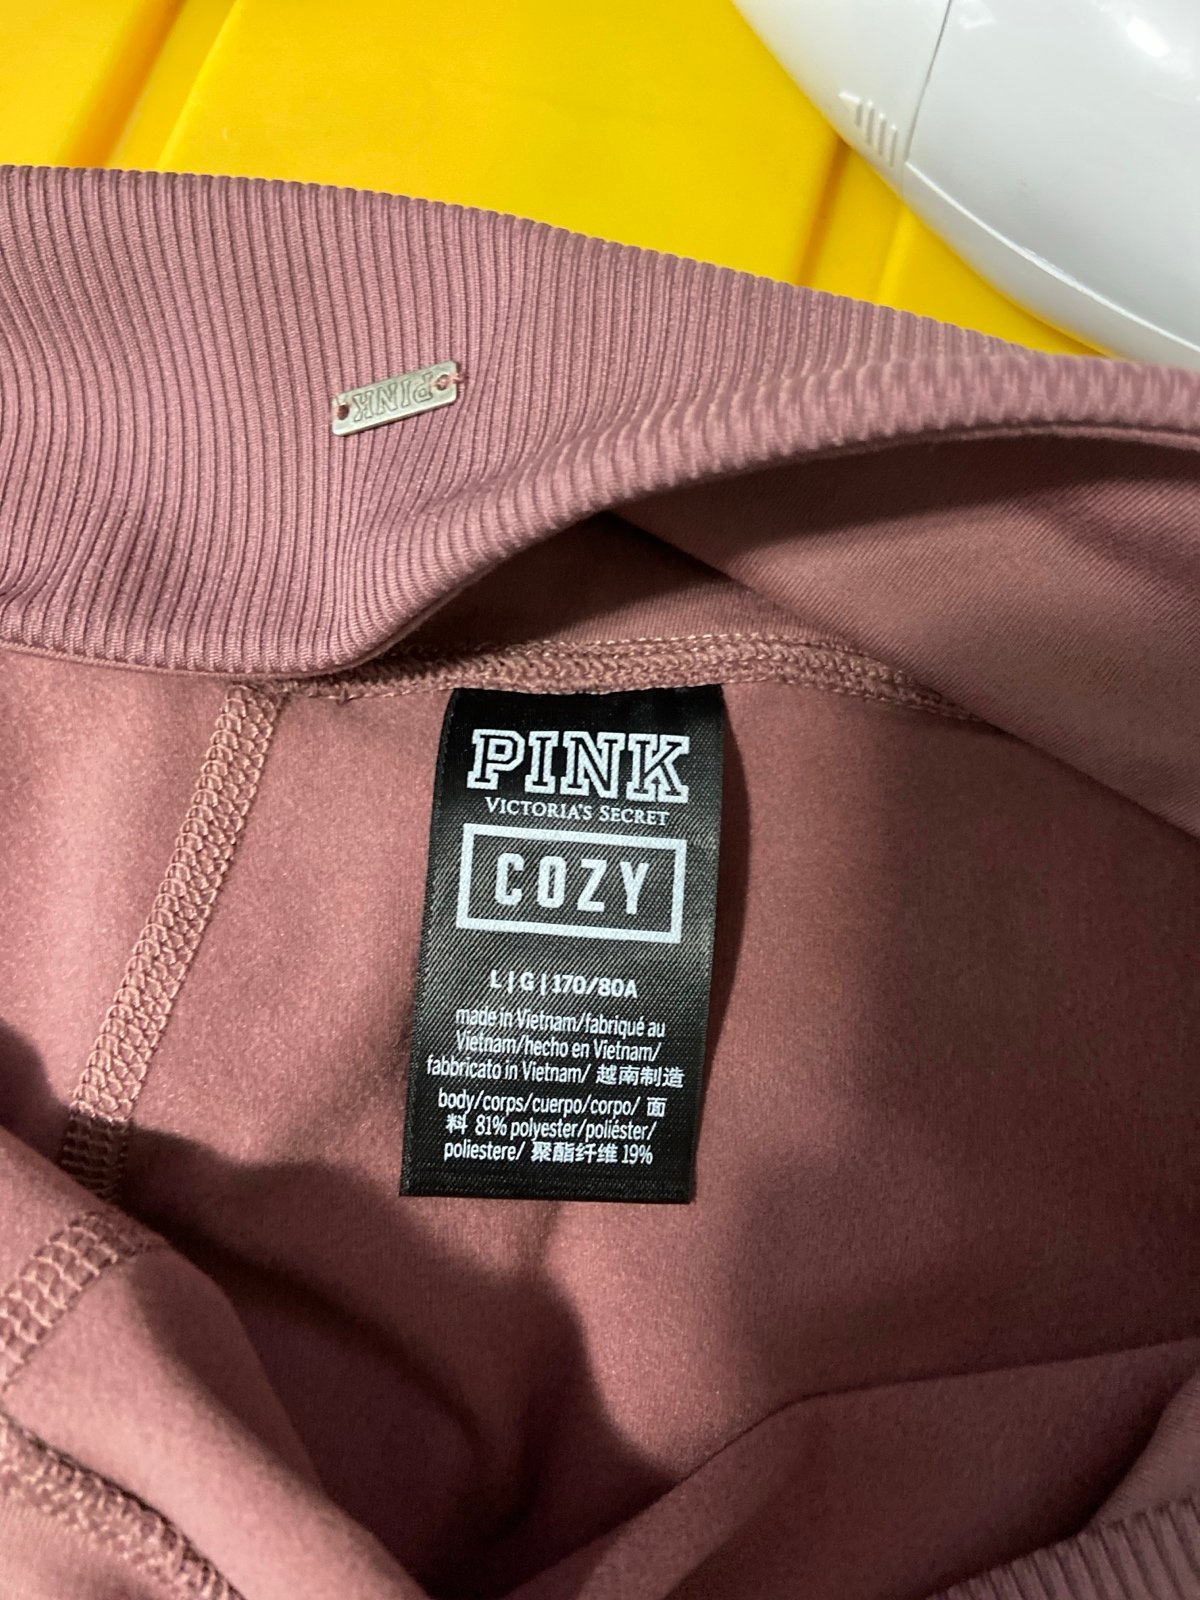 PINK
PINK
VICTORIA'S SECRET
COZY
L|G|170/80A
made in Vietnam/fabriqué au
Vietnam/hecho en Vietnam/
fabbricato in Vietnam/ 越南制造
body/corps/cuerpo/corpo/ 面
料 81% polyester/poliéster/
poliestere/ 聚酯纤维 19%